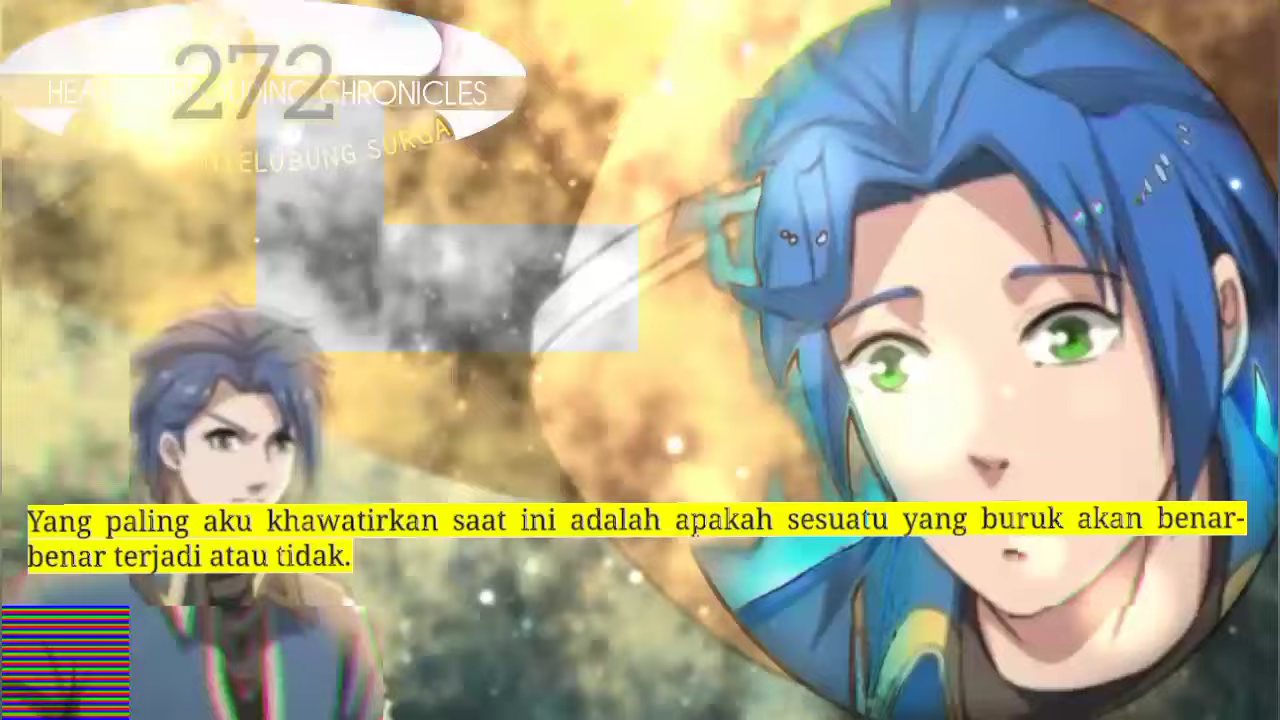 272
CHRONICLES
SURGA
Yang paling aku khawatirkan saat ini adalah apakah sesuatu yang buruk akan benar-
benar terjadi atau tidak.